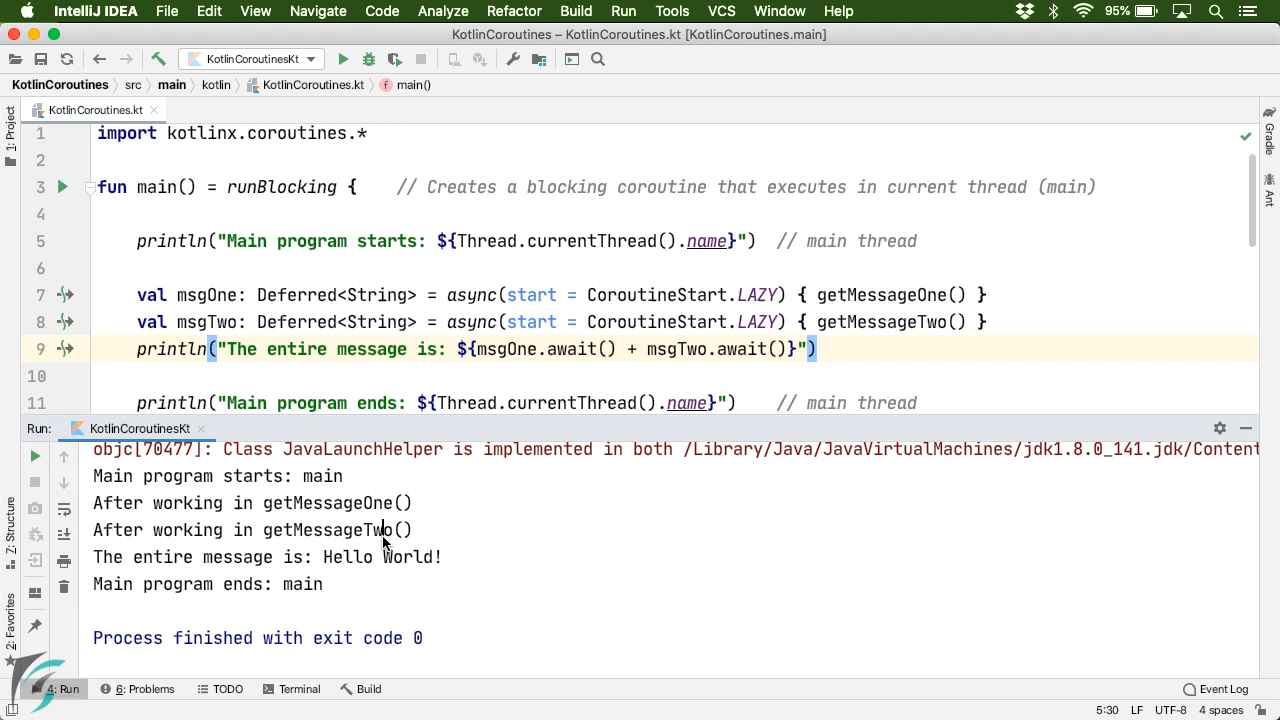 IntelliJ IDEA File Edit View Navigate Code Analyze Refactor Build Run Tools VCS Window Help 95%
KotlinCoroutines – KotlinCoroutines.kt [KotlinCoroutines.main]
KotlinCoroutinesKt
KotlinCoroutines src main kotlin KotlinCoroutines.kt main()
KotlinCoroutines.kt
1: Project
Gradle
Ant
1 import kotlinx.coroutines.*
2
3 fun main() = runBlocking { // Creates a blocking coroutine that executes in current thread (main)
4
5 println("Main program starts: ${Thread.currentThread().name}") // main thread
6
7 val msgOne: Deferred<String> = async(start = CoroutineStart.LAZY) { getMessageOne() }
8 val msgTwo: Deferred<String> = async(start = CoroutineStart.LAZY) { getMessageTwo() }
9 println("The entire message is: ${msgOne.await() + msgTwo.await()}")
10
11 println("Main program ends: ${Thread.currentThread().name}") // main thread
Run: KotlinCoroutinesKt
objc[70477]: Class JavaLaunchHelper is implemented in both /Library/Java/JavaVirtualMachines/jdk1.8.0_141.jdk/Content
Main program starts: main
After working in getMessageOne()
After working in getMessageTwo()
The entire message is: Hello World!
Main program ends: main
Process finished with exit code 0
Z: Structure
2: Favorites
4: Run 6: Problems TODO Terminal Build Event Log
5:30 LF UTF-8 4 spaces